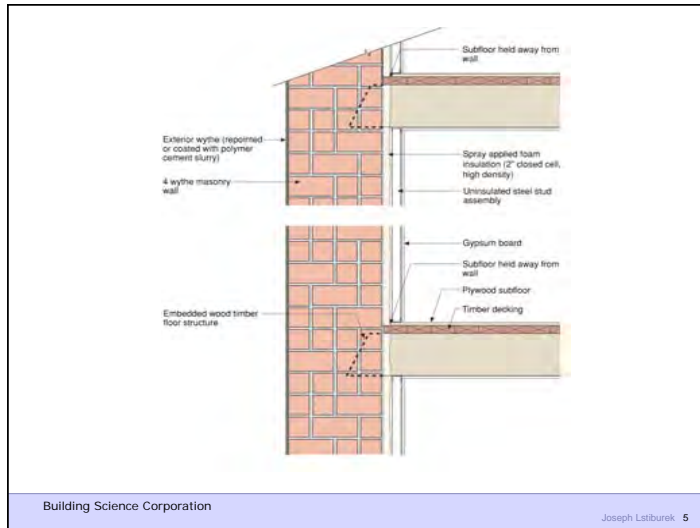 Subfloor held away from
wall
Exterior wythe (repointed
or coated with polymer
cement slurry)
4 wythe masonry
wall
Spray applied foam
insulation (2" closed cell,
high density)
Uninsulated steel stud
assembly
Gypsum board
Subfloor held away from
wall
Plywood subfloor
Timber decking
Embedded wood timber
floor structure
Building Science Corporation
Joseph Lstiburek 5